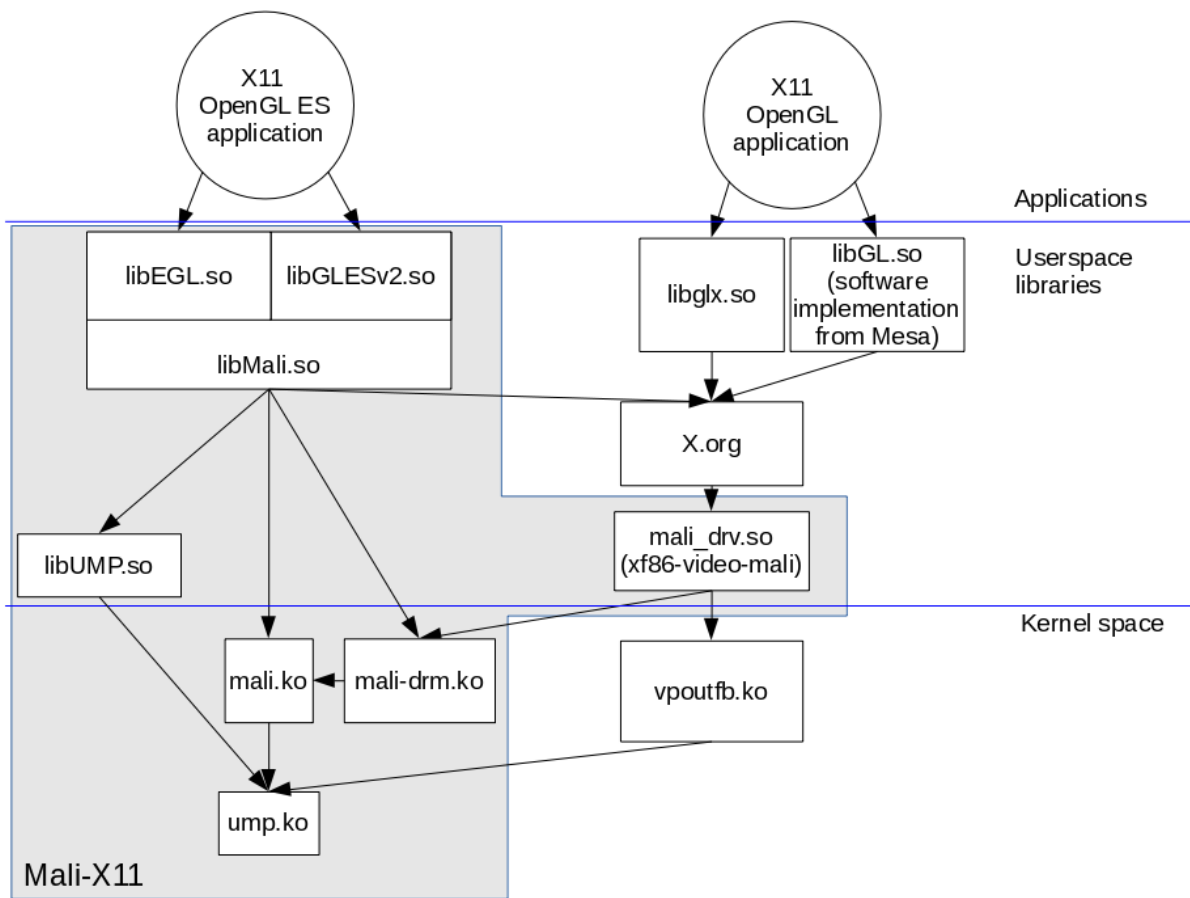 X11
OpenGL ES
application
X11
OpenGL
application
Applications
libEGL.so
libGLESv2.so
libMali.so
libglx.so
libGL.so
(software
implementation
from Mesa)
Userspace
libraries
X.org
mali_drv.so
(xf86-video-mali)
libUMP.so
Kernel space
mali.ko
mali-drm.ko
vpoutfb.ko
ump.ko
Mali-X11